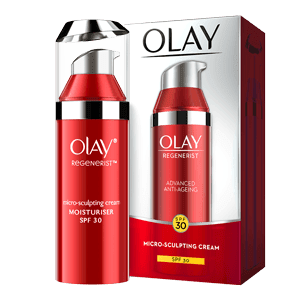 OLAY®
REGENERIST™
micro-sculpting cream
MOISTURISER
SPF 30
OLAY
OLAY
REGENERIST
ADVANCED
ANTI-AGEING
SPF
30
MICRO-SCULPTING CREAM
SPF 30